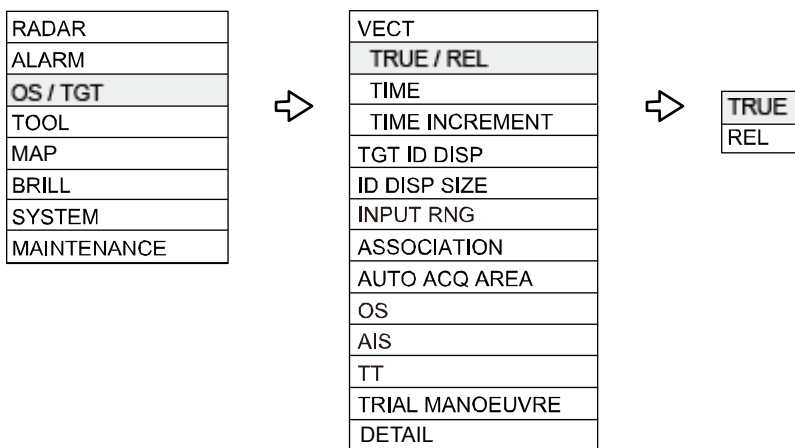 RADAR
ALARM
OS / TGT
TOOL
MAP
BRILL
SYSTEM
MAINTENANCE
VECT
TRUE / REL
TIME
TIME INCREMENT
TGT ID DISP
ID DISP SIZE
INPUT RNG
ASSOCIATION
AUTO ACQ AREA
OS
AIS
TT
TRIAL MANOEUVRE
DETAIL
TRUE
REL